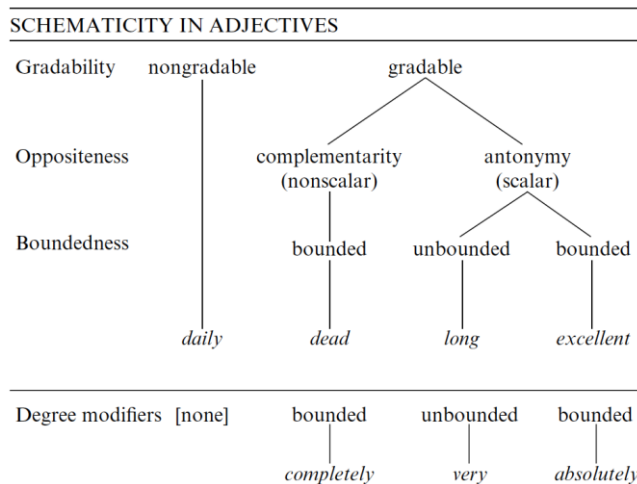 SCHEMATICITY IN ADJECTIVES
Gradability nongradable gradable
Oppositeness complementarity antonymy
(nonscalar) (scalar)
Boundedness bounded unbounded bounded
daily dead long excellent
Degree modifiers [none] bounded unbounded bounded
completely very absolutely